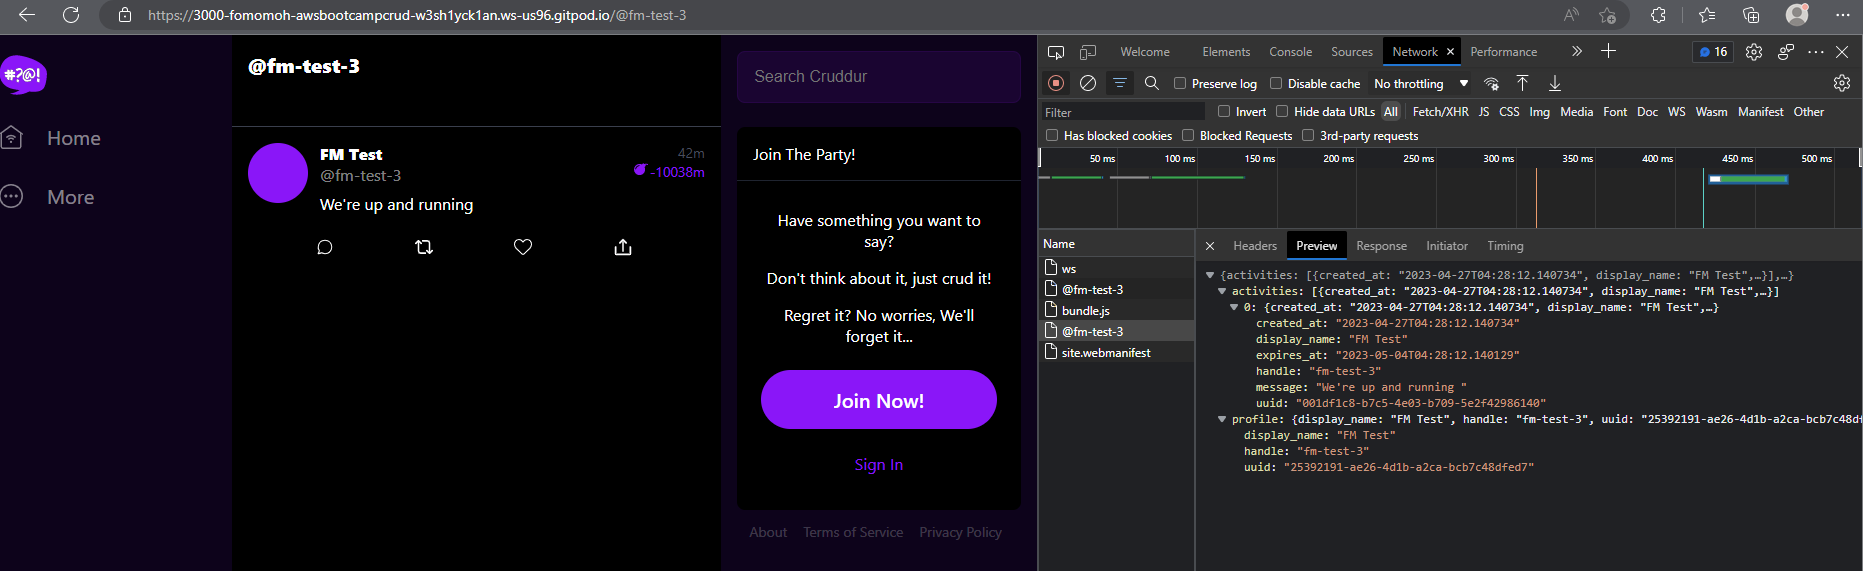 https://3000-fomomoh-awsbootcampcrud-w3sh1yck1an.ws-us96.gitpod.io/@fm-test-3
#?@!
Home
More
@fm-test-3
FM Test
@fm-test-3
42m
-10038m
We're up and running
Search Cruddur
Join The Party!
Have something you want to
say?
Don't think about it, just crud it!
Regret it? No worries, We'll
forget it...
Join Now!
Sign In
About Terms of Service Privacy Policy
Welcome Elements Console Sources Network Performance 16
Preserve log Disable cache No throttling
Filter Invert Hide data URLs All Fetch/XHR JS CSS Img Media Font Doc WS Wasm Manifest Other
Has blocked cookies Blocked Requests 3rd-party requests
50 ms 100 ms 150 ms 200 ms 250 ms 300 ms 350 ms 400 ms 450 ms 500 ms
Name
ws
@fm-test-3
bundle.js
@fm-test-3
site.webmanifest
Headers Preview Response Initiator Timing
{activities: [{created_at: "2023-04-27T04:28:12.140734", display_name: "FM Test",…}],…}
activities: [{created_at: "2023-04-27T04:28:12.140734", display_name: "FM Test",…}]
0: {created_at: "2023-04-27T04:28:12.140734", display_name: "FM Test",…}
created_at: "2023-04-27T04:28:12.140734"
display_name: "FM Test"
expires_at: "2023-05-04T04:28:12.140129"
handle: "fm-test-3"
message: "We're up and running "
uuid: "001df1c8-b7c5-4e03-b709-5e2f42986140"
profile: {display_name: "FM Test", handle: "fm-test-3", uuid: "25392191-ae26-4d1b-a2ca-bcb7c48df
display_name: "FM Test"
handle: "fm-test-3"
uuid: "25392191-ae26-4d1b-a2ca-bcb7c48dfed7"